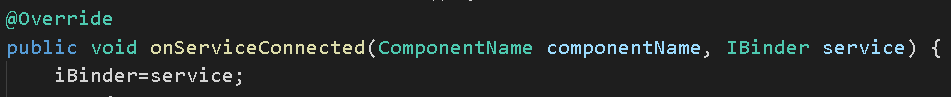 @Override
public void onServiceConnected(ComponentName componentName, IBinder service) {
iBinder=service;